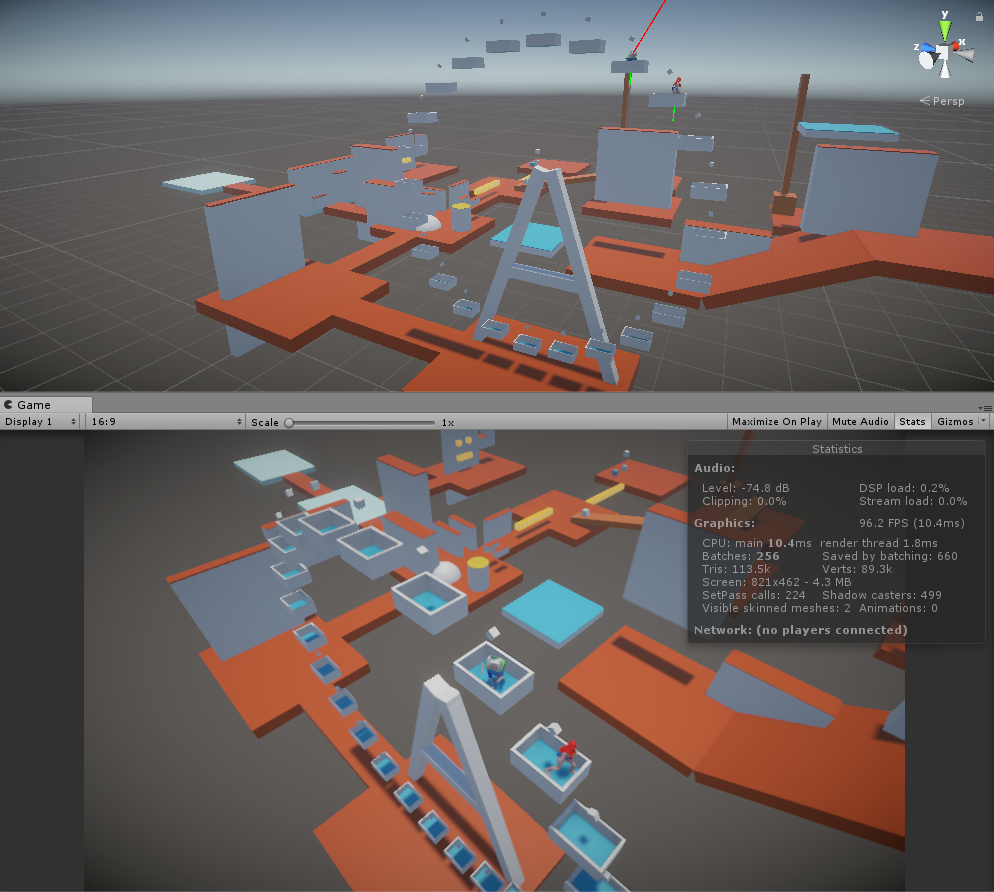 y
x
z
< Persp
Game
Display 1 16:9 Scale 1x Maximize On Play Mute Audio Stats Gizmos
Statistics
Audio:
Level: -74.8 dB DSP load: 0.2%
Clipping: 0.0% Stream load: 0.0%
Graphics: 96.2 FPS (10.4ms)
CPU: main 10.4ms render thread 1.8ms
Batches: 256 Saved by batching: 660
Tris: 113.5k Verts: 89.3k
Screen: 821x462 - 4.3 MB
SetPass calls: 224 Shadow casters: 499
Visible skinned meshes: 2 Animations: 0
Network: (no players connected)